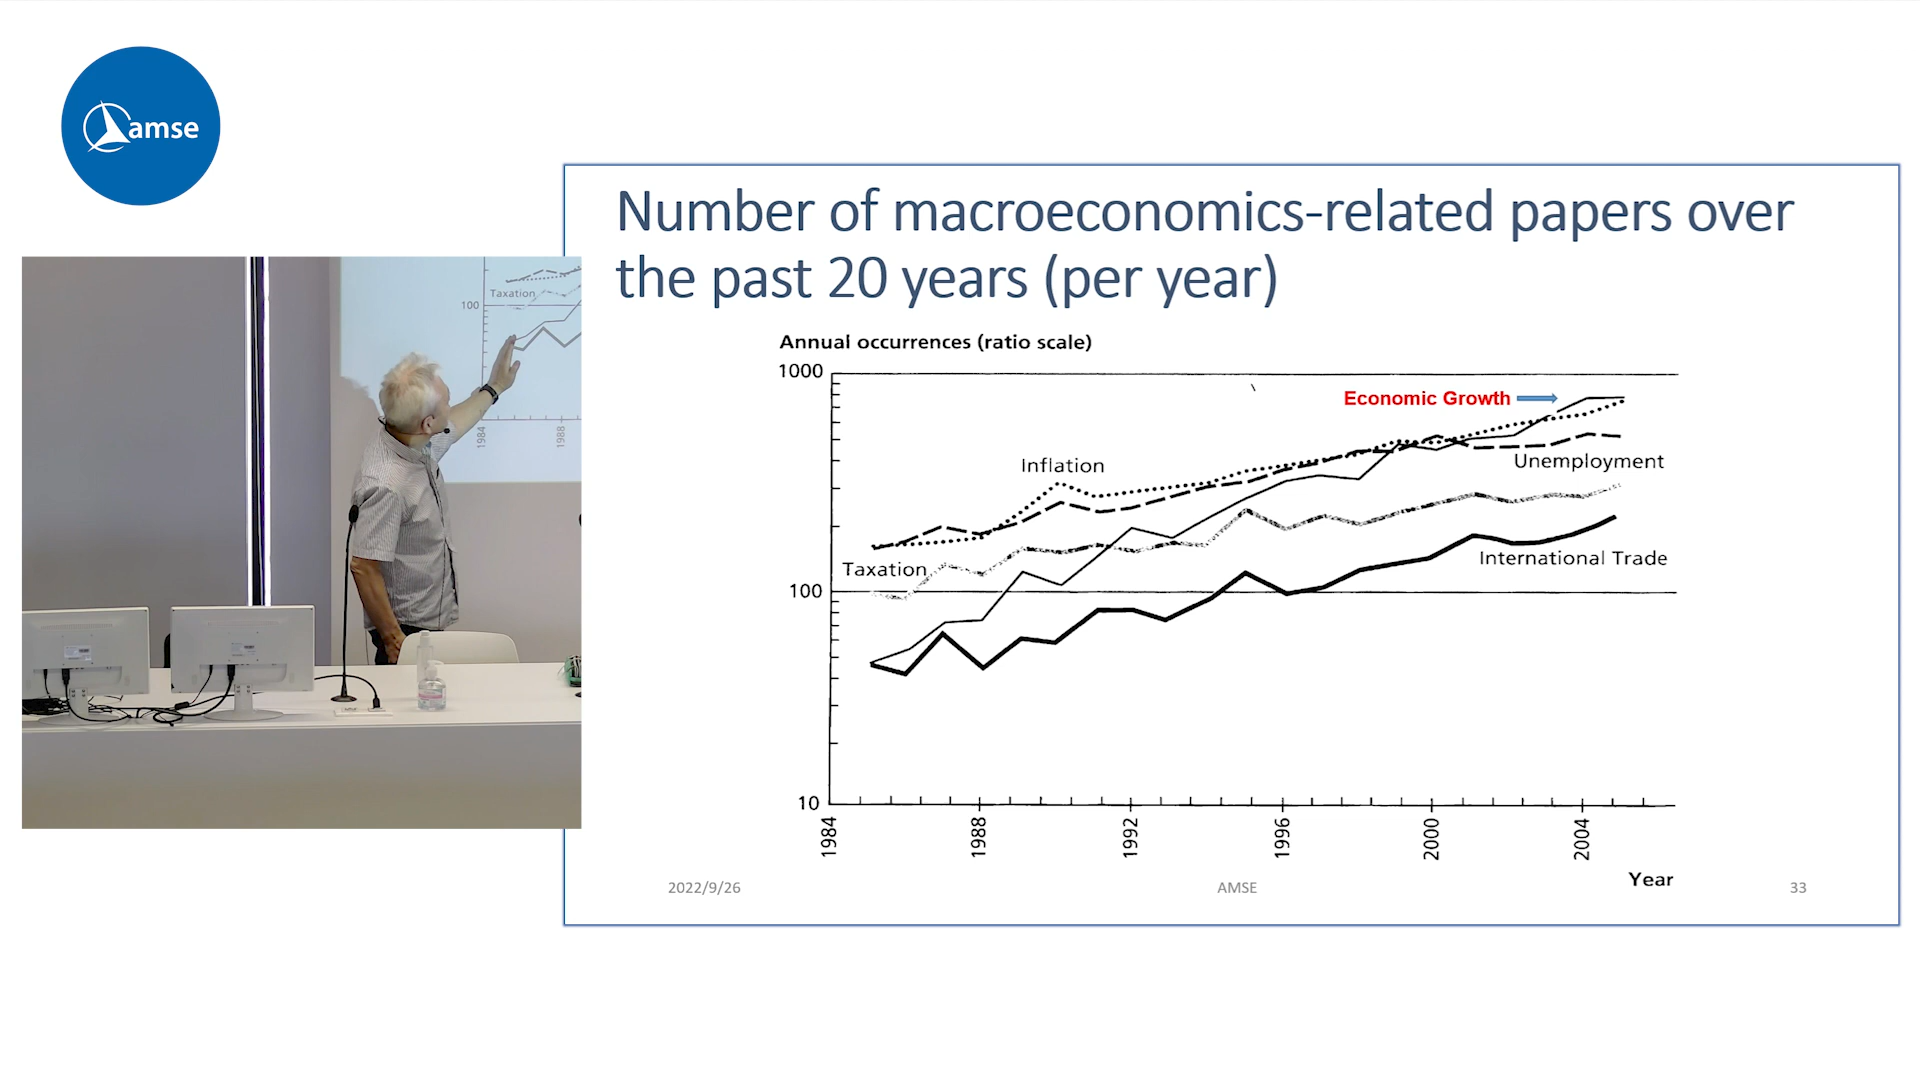 amse
Number of macroeconomics-related papers over
the past 20 years (per year)
Annual occurrences (ratio scale)
1000
Economic Growth
Inflation
Unemployment
Taxation
International Trade
100
10
1984
1988
1992
1996
2000
2004
Year
2022/9/26
AMSE
33
Taxation
100
1984
1988